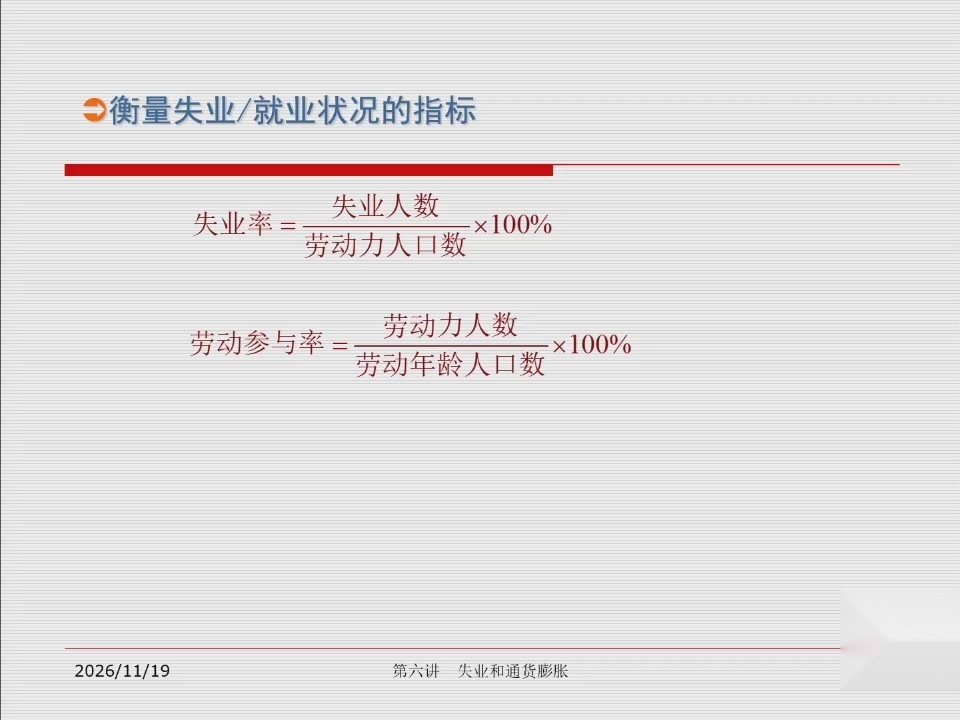 衡量失业/就业状况的指标
失业率 = 失业人数 / 劳动力人口数 ×100%
劳动参与率 = 劳动力人数 / 劳动年龄人口数 ×100%
2026/11/19 第六讲 失业和通货膨胀